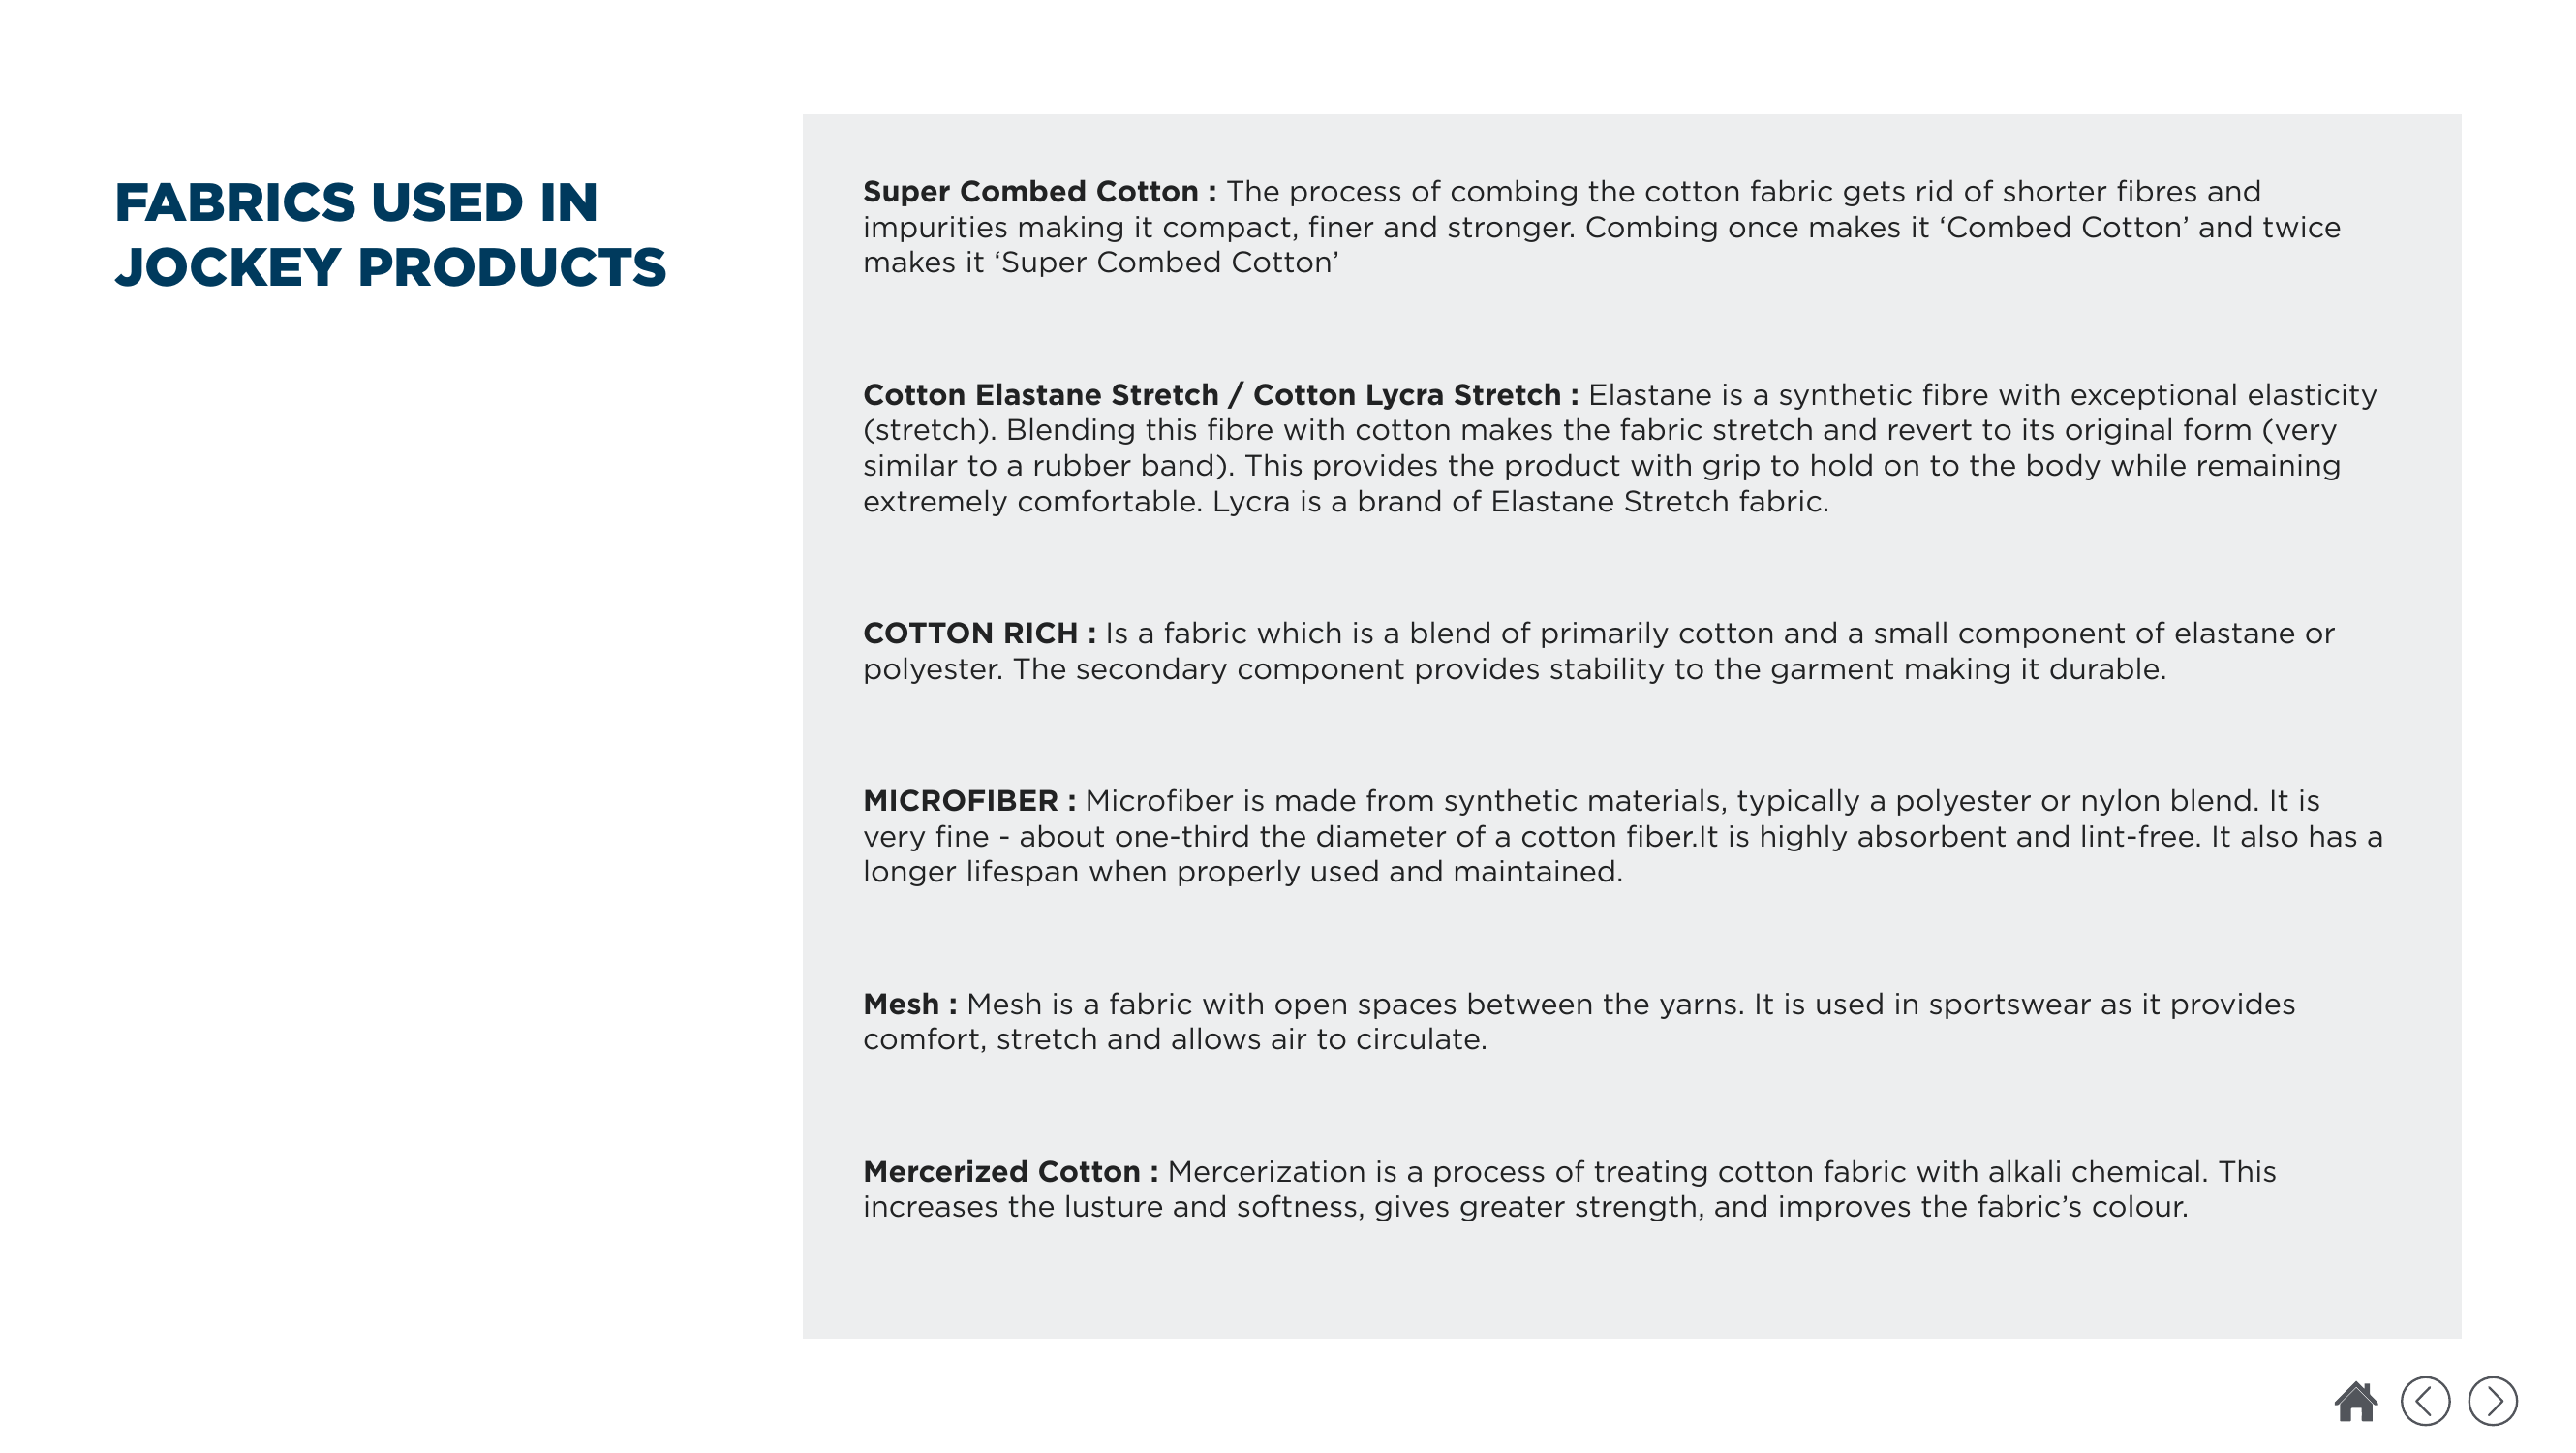 FABRICS USED IN
JOCKEY PRODUCTS
Super Combed Cotton : The process of combing the cotton fabric gets rid of shorter fibres and
impurities making it compact, finer and stronger. Combing once makes it ‘Combed Cotton’ and twice
makes it ‘Super Combed Cotton’
Cotton Elastane Stretch / Cotton Lycra Stretch : Elastane is a synthetic fibre with exceptional elasticity
(stretch). Blending this fibre with cotton makes the fabric stretch and revert to its original form (very
similar to a rubber band). This provides the product with grip to hold on to the body while remaining
extremely comfortable. Lycra is a brand of Elastane Stretch fabric.
COTTON RICH : Is a fabric which is a blend of primarily cotton and a small component of elastane or
polyester. The secondary component provides stability to the garment making it durable.
MICROFIBER : Microfiber is made from synthetic materials, typically a polyester or nylon blend. It is
very fine - about one-third the diameter of a cotton fiber.It is highly absorbent and lint-free. It also has a
longer lifespan when properly used and maintained.
Mesh : Mesh is a fabric with open spaces between the yarns. It is used in sportswear as it provides
comfort, stretch and allows air to circulate.
Mercerized Cotton : Mercerization is a process of treating cotton fabric with alkali chemical. This
increases the lusture and softness, gives greater strength, and improves the fabric’s colour.